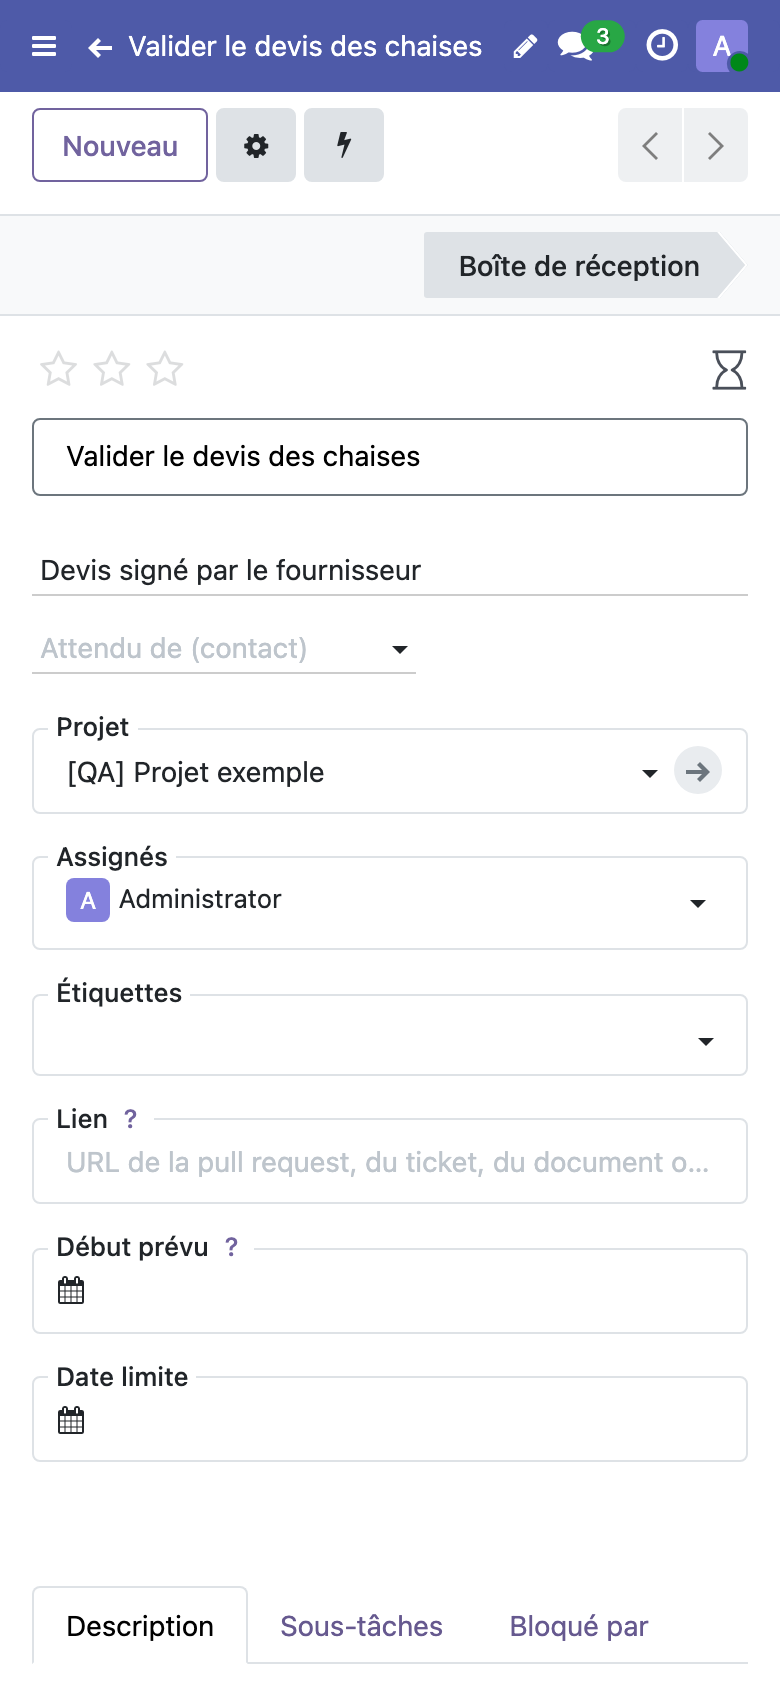 Valider le devis des chaises
3
A
Nouveau
Boîte de réception
Valider le devis des chaises
Devis signé par le fournisseur
Attendu de (contact)
Projet
[QA] Projet exemple
Assignés
A Administrator
Étiquettes
Lien ?
URL de la pull request, du ticket, du document o...
Début prévu ?
Date limite
Description Sous-tâches Bloqué par